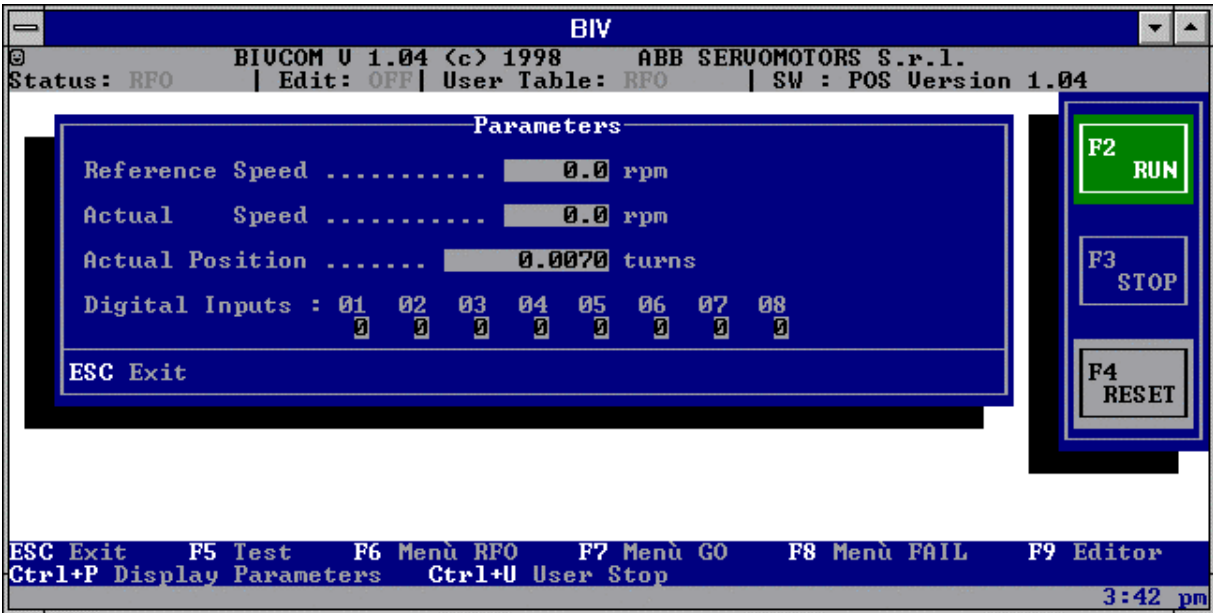 BIV
BIVCOM V 1.04 (c) 1998 ABB SERVOMOTORS S.r.l.
Status: RFO | Edit: OFF| User Table: RFO | SW : POS Version 1.04
Parameters
Reference Speed ........... 0.0 rpm
Actual Speed ........... 0.0 rpm
Actual Position ....... 0.0070 turns
Digital Inputs : 01 02 03 04 05 06 07 08
0 0 0 0 0 0 0 0
ESC Exit
F2
RUN
F3
STOP
F4
RESET
ESC Exit F5 Test F6 Menù RFO F7 Menù GO F8 Menù FAIL F9 Editor
Ctrl+P Display Parameters Ctrl+U User Stop
3:42 pm